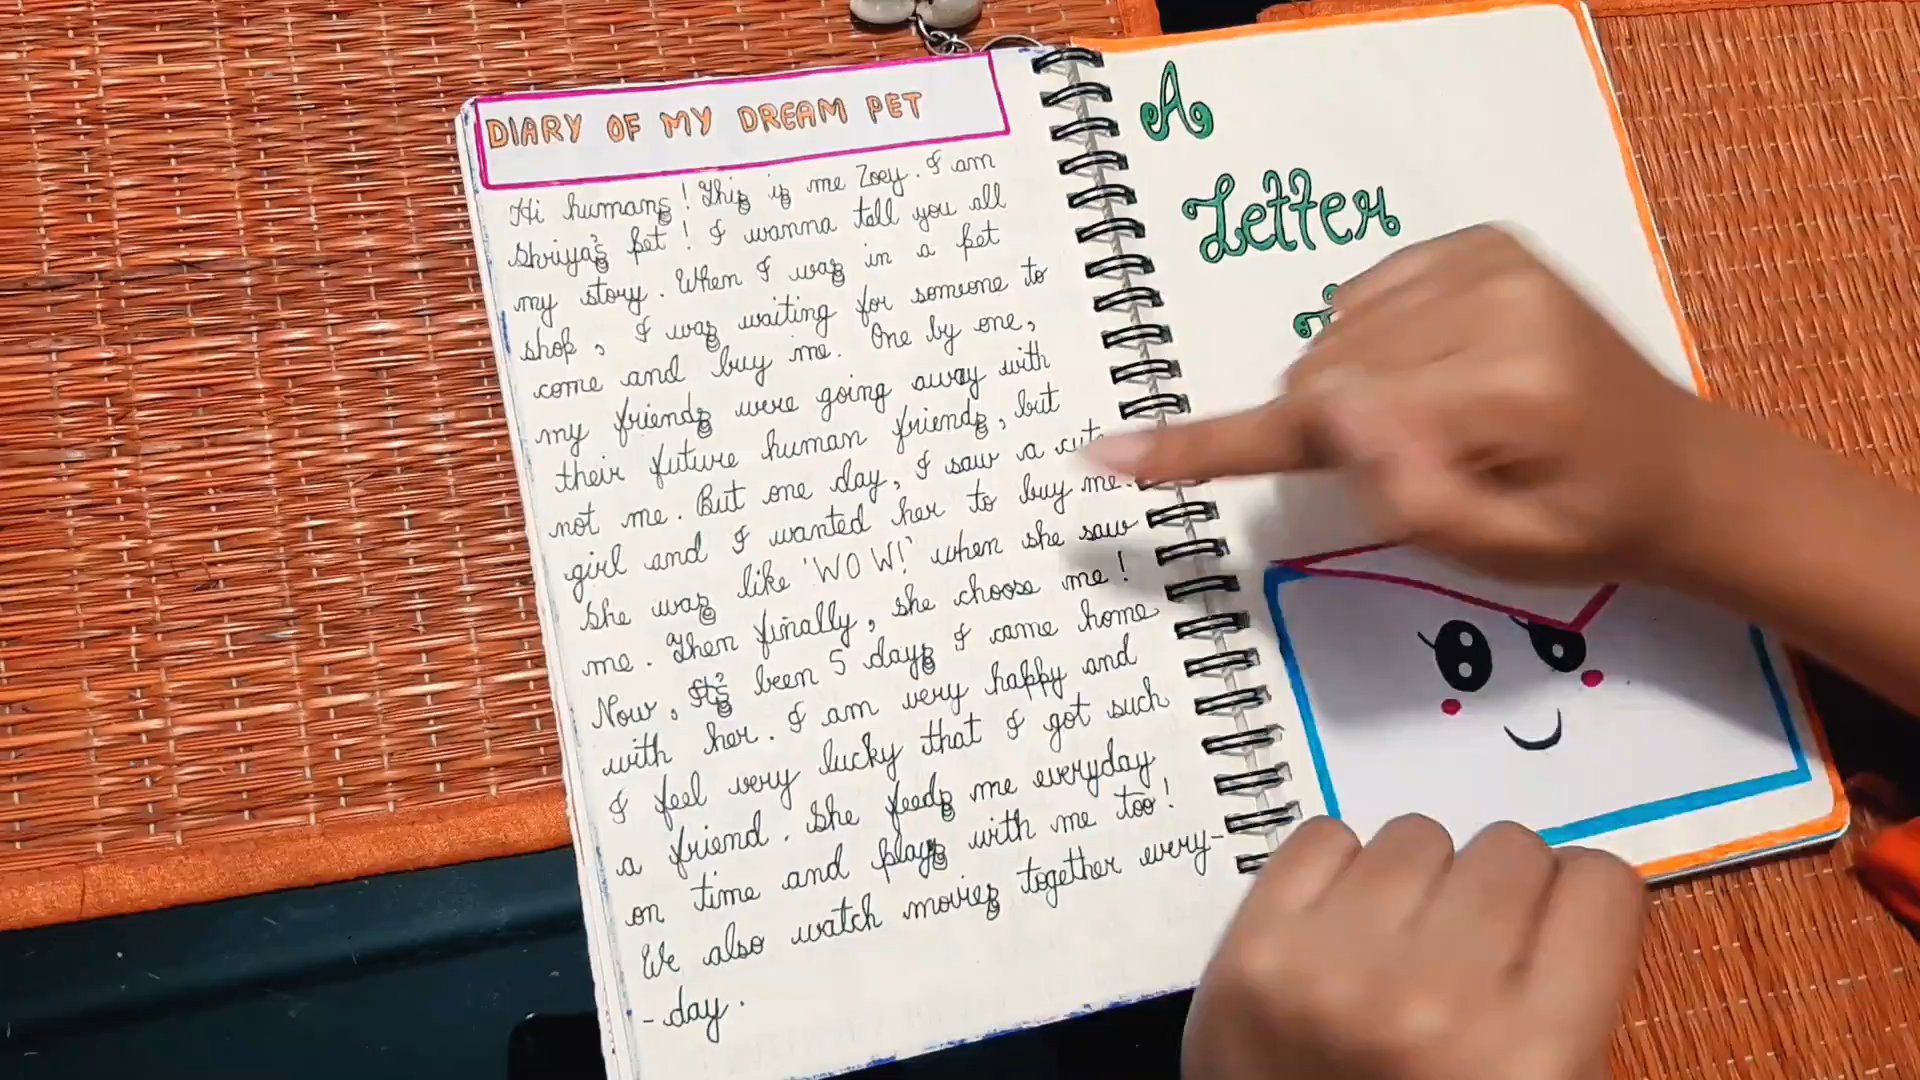 DIARY OF MY DREAM PET
Hi humans! This is me Zoey. I am
Shriya's pet! I wanna tell you all
my story. When I was in a pet
shop, I was waiting for someone to
come and buy me. One by one,
my friends were going away with
their future human friends, but
not me. But one day, I saw a cute
girl and I wanted her to buy me.
She was like 'WOW!' when she saw
me. Then finally, she choose me!
Now, It's been 5 days I came home
with her. I am very happy and
I feel very lucky that I got such
a friend. She feeds me everyday
on time and plays with me too!
We also watch movies together every-
-day.
A
Letter